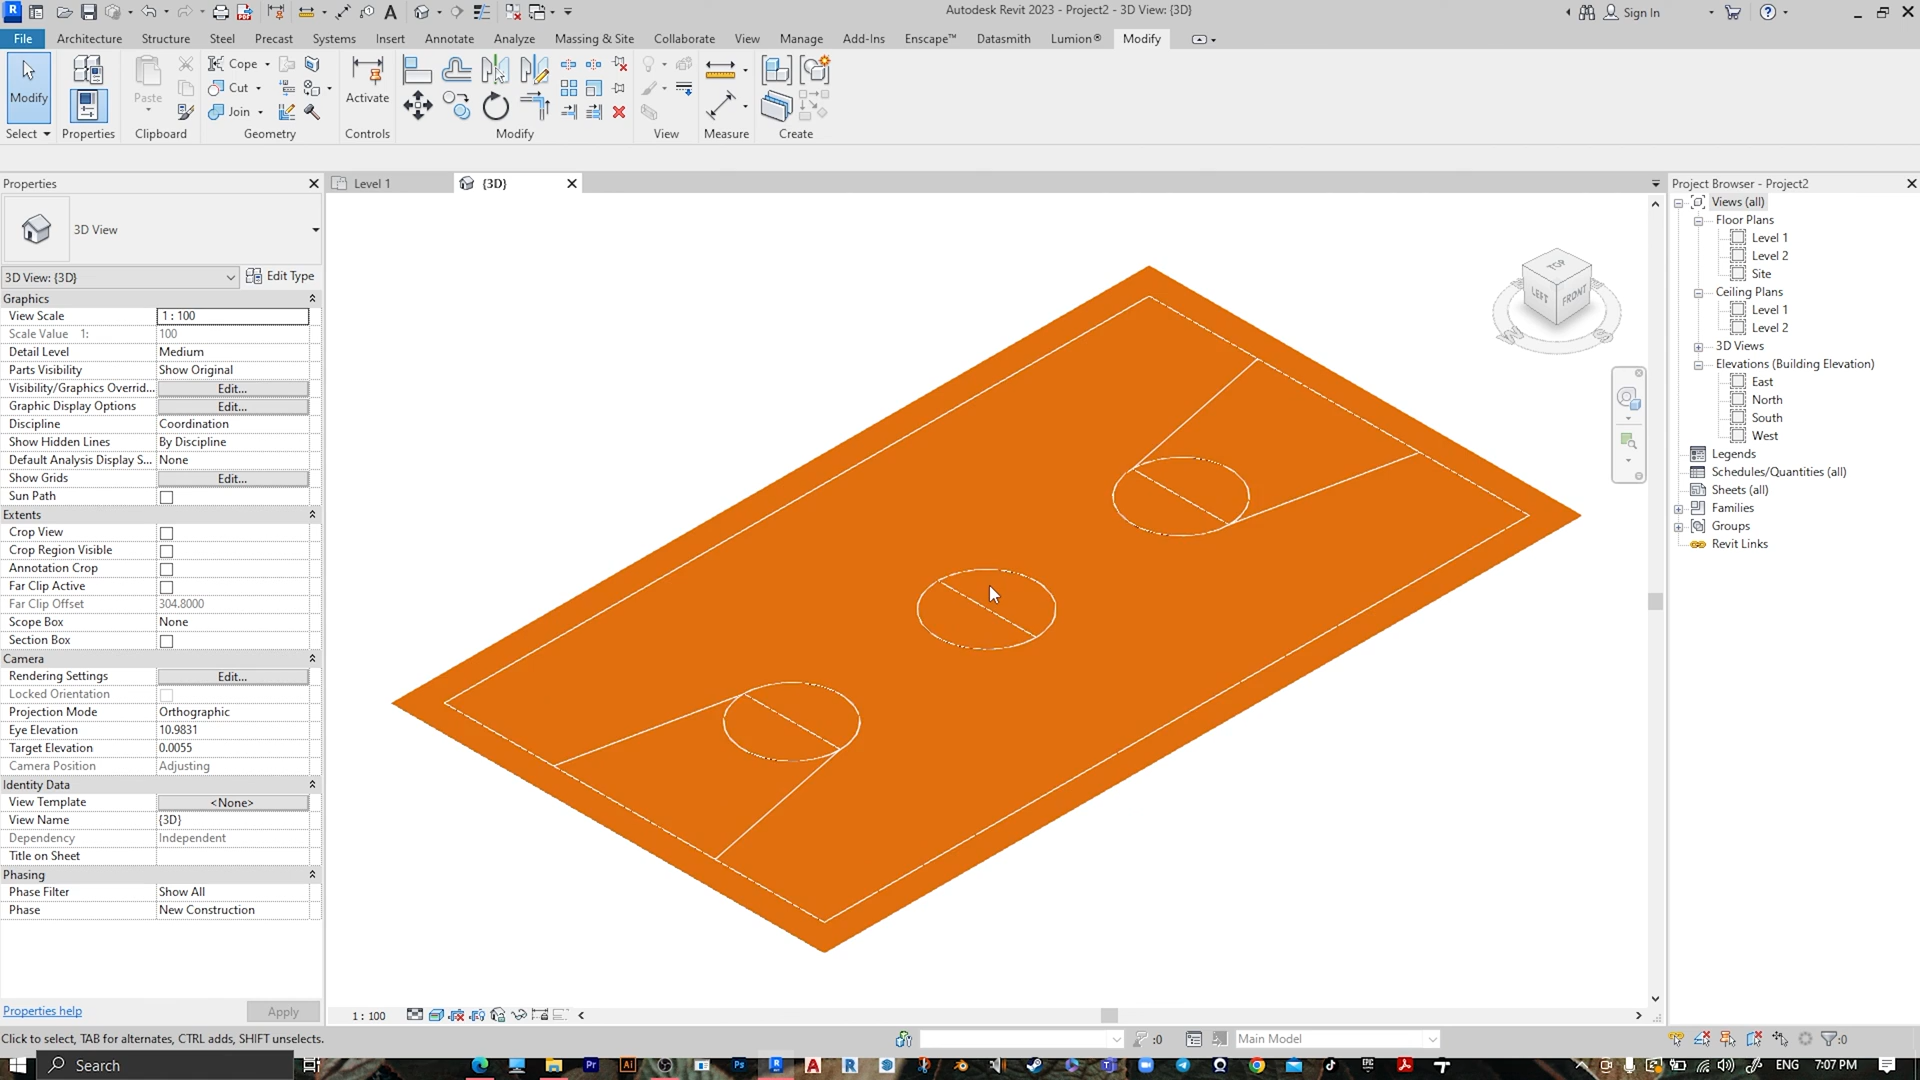 Autodesk Revit 2023 - Project2 - 3D View: {3D}
Sign In
File Architecture Structure Steel Precast Systems Insert Annotate Analyze Massing & Site Collaborate View Manage Add-Ins Enscape™ Datasmith Lumion® Modify
Modify
Select
Properties
Paste
Clipboard
Cope
Cut
Join
Geometry
Activate
Controls
Modify
View
Measure
Create
Properties
3D View
3D View: {3D}
Edit Type
Graphics
View Scale 1 : 100
Scale Value 1: 100
Detail Level Medium
Parts Visibility Show Original
Visibility/Graphics Overrid... Edit...
Graphic Display Options Edit...
Discipline Coordination
Show Hidden Lines By Discipline
Default Analysis Display S... None
Show Grids Edit...
Sun Path
Extents
Crop View
Crop Region Visible
Annotation Crop
Far Clip Active
Far Clip Offset 304.8000
Scope Box None
Section Box
Camera
Rendering Settings Edit...
Locked Orientation
Projection Mode Orthographic
Eye Elevation 10.9831
Target Elevation 0.0055
Camera Position Adjusting
Identity Data
View Template <None>
View Name {3D}
Dependency Independent
Title on Sheet
Phasing
Phase Filter Show All
Phase New Construction
Properties help
Apply
Level 1
{3D}
TOP
LEFT
FRONT
1 : 100
Project Browser - Project2
Views (all)
Floor Plans
Level 1
Level 2
Site
Ceiling Plans
Level 1
Level 2
3D Views
Elevations (Building Elevation)
East
North
South
West
Legends
Schedules/Quantities (all)
Sheets (all)
Families
Groups
Revit Links
Click to select, TAB for alternates, CTRL adds, SHIFT unselects.
:0
Main Model
:0
Search
ENG
7:07 PM